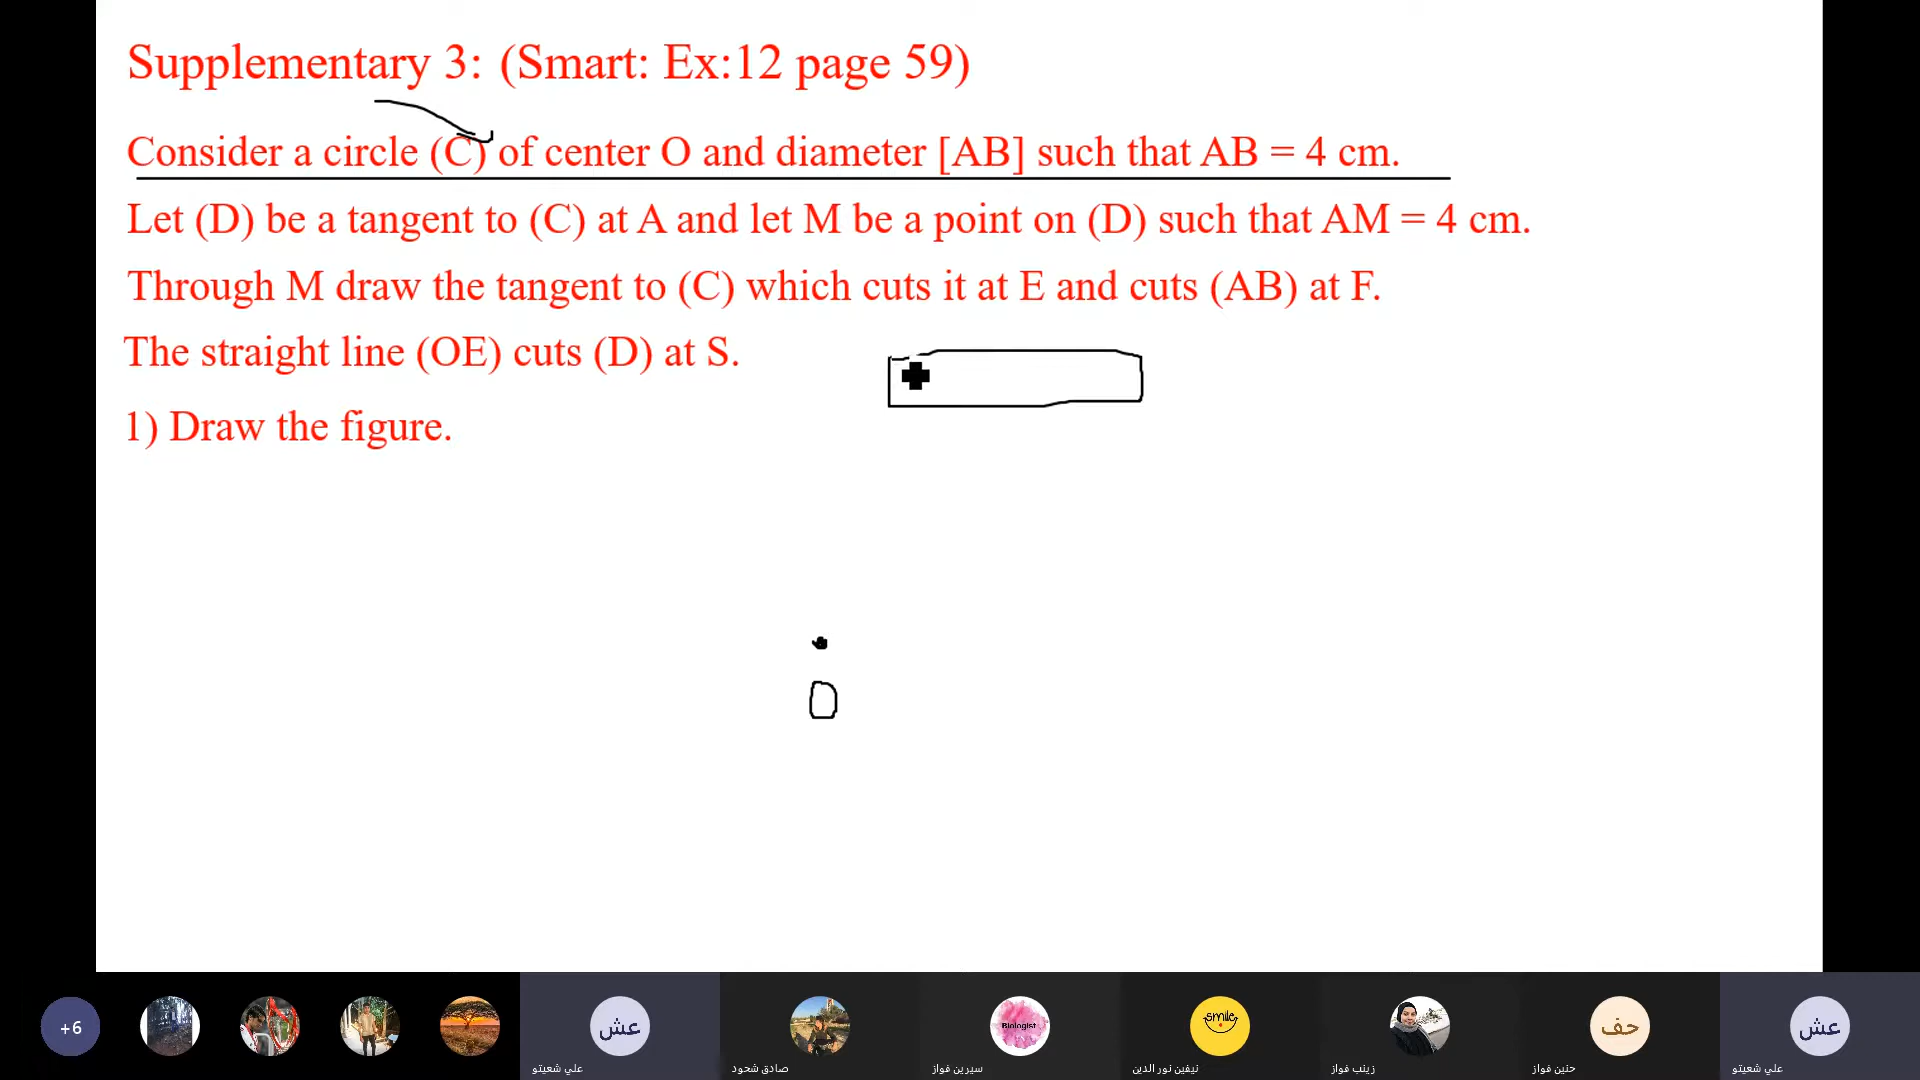 Supplementary 3: (Smart: Ex:12 page 59)
Consider a circle (C) of center O and diameter [AB] such that AB = 4 cm.
Let (D) be a tangent to (C) at A and let M be a point on (D) such that AM = 4 cm.
Through M draw the tangent to (C) which cuts it at E and cuts (AB) at F.
The straight line (OE) cuts (D) at S.
1) Draw the figure.
O
+6
عش
Biologist
smile
حف
عش
علي شعيتو
صادق شحود
سيرين فواز
نيفين نور الدين
زينب فواز
حنين فواز
علي شعيتو